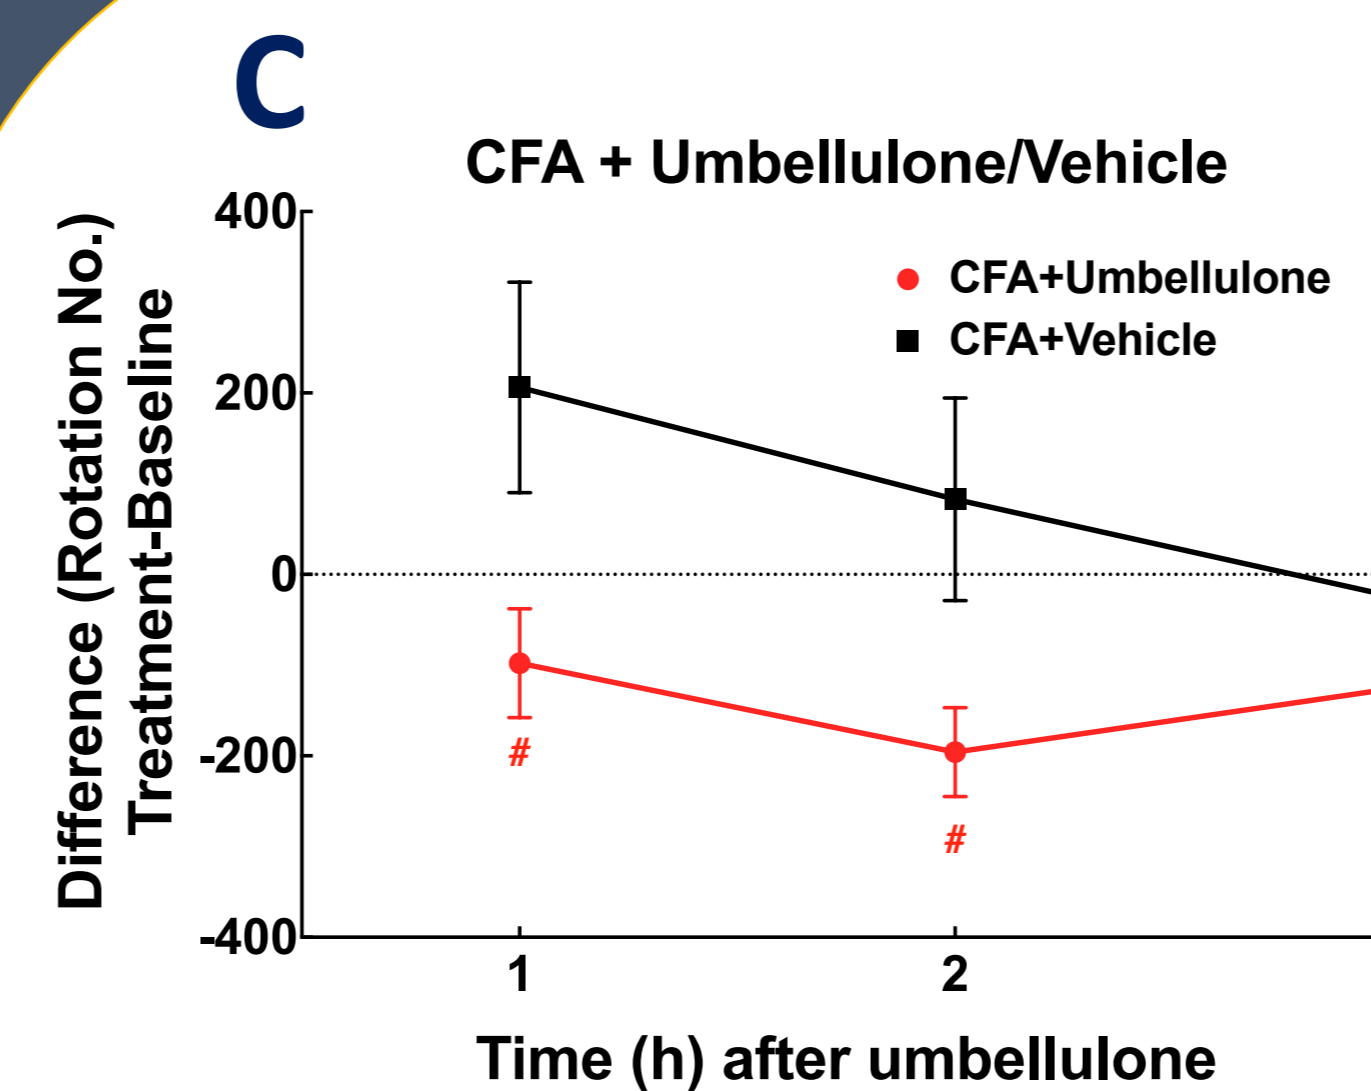 C
CFA + Umbellulone/Vehicle
Difference (Rotation No.)
Treatment-Baseline
400
200
0
-200
-400
CFA+Umbellulone
CFA+Vehicle
#
#
1
2
Time (h) after umbellulone